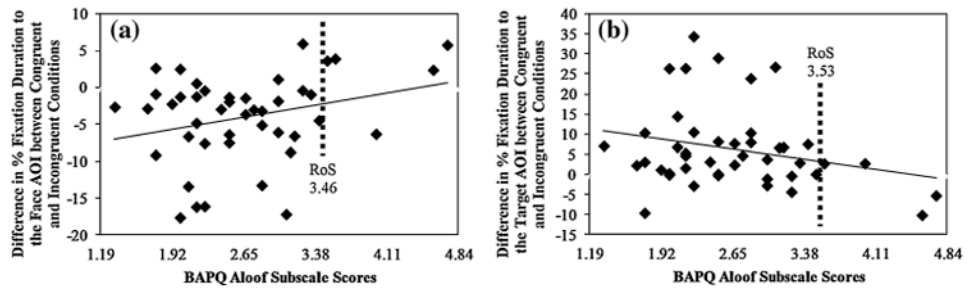 (a)
Difference in % Fixation Duration to
the Face AOI between Congruent
and Incongruent Conditions
10
5
0
-5
-10
-15
-20
RoS
3.46
1.19 1.92 2.65 3.38 4.11 4.84
BAPQ Aloof Subscale Scores
(b)
Difference in % Fixation Duration to
the Target AOI between Congruent
and Incongruent Conditions
40
35
30
25
20
15
10
5
0
-5
-10
-15
RoS
3.53
1.19 1.92 2.65 3.38 4.11 4.84
BAPQ Aloof Subscale Scores